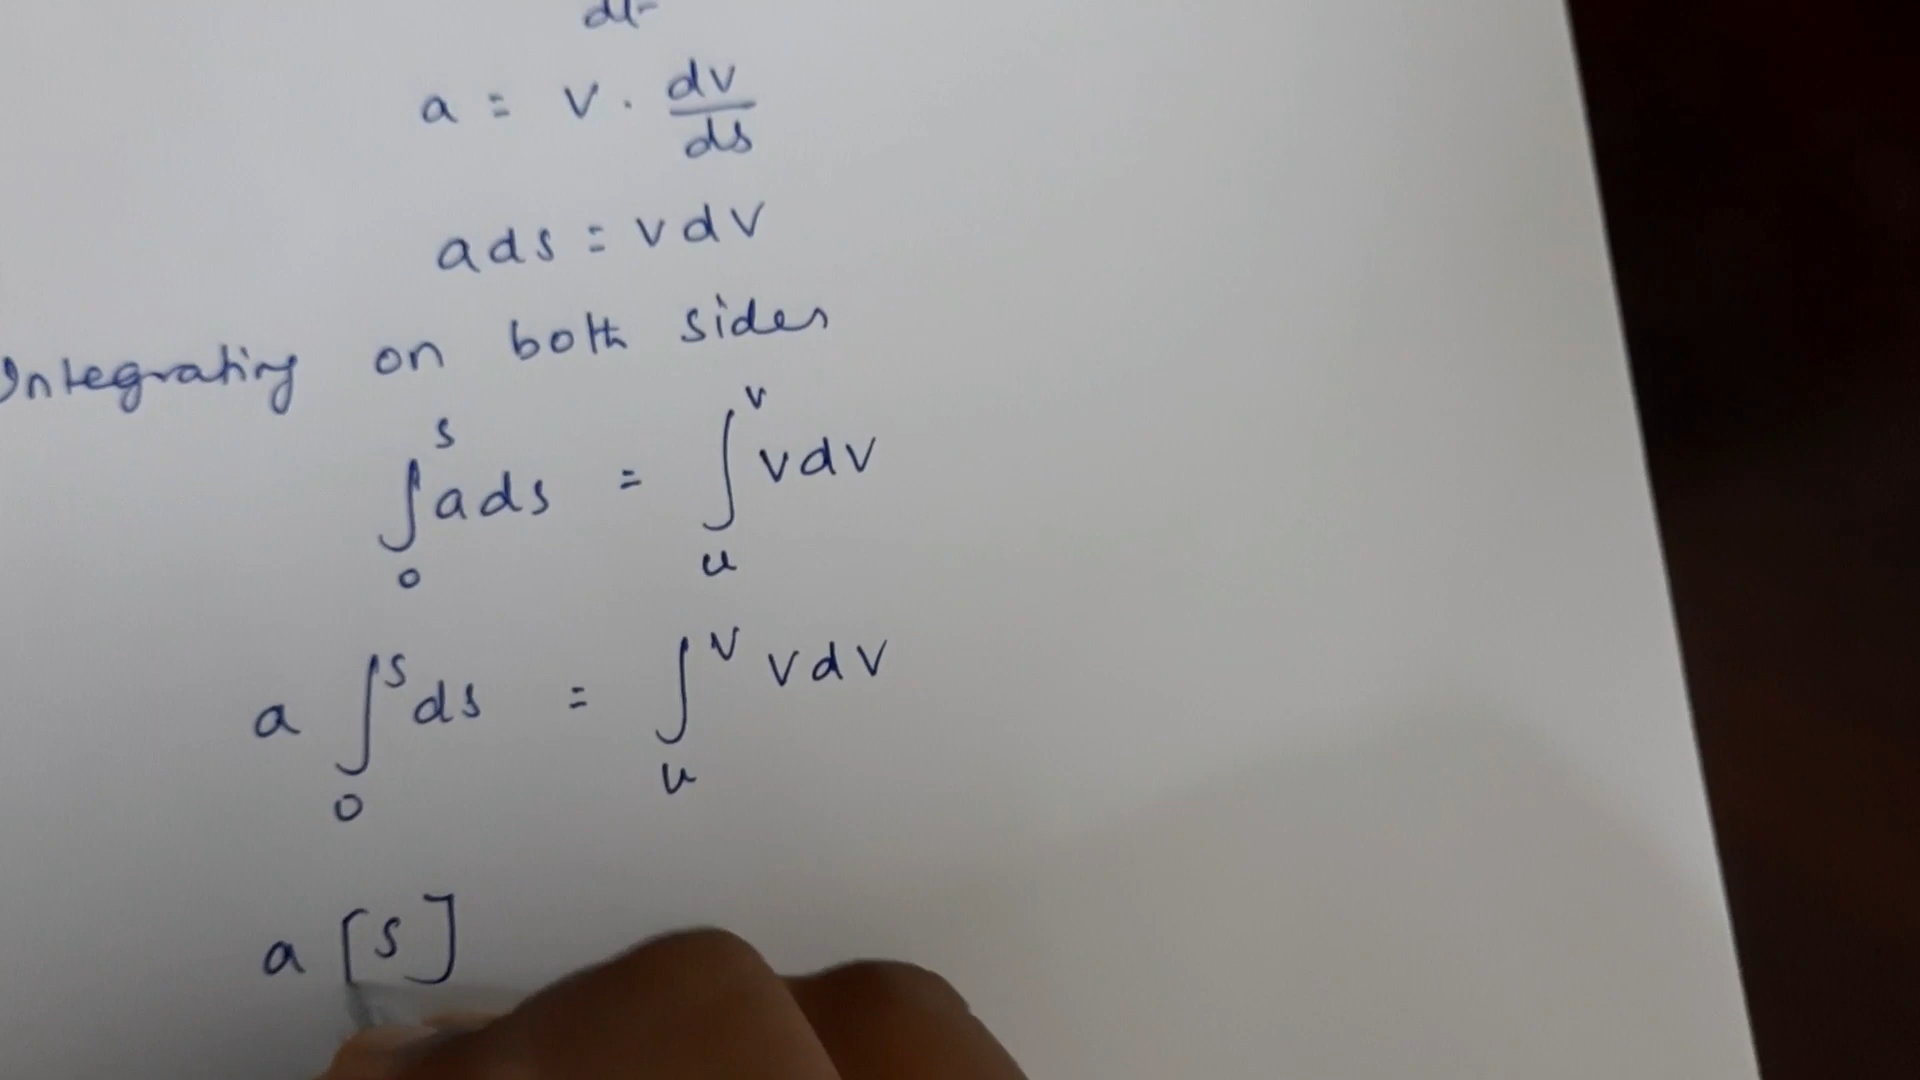 a = v . dv/ds
ads = vdv
Integrating on both sides
∫₀ˢ ads = ∫ᵤᵛ vdv
a ∫₀ˢ ds = ∫ᵤᵛ vdv
a [s]